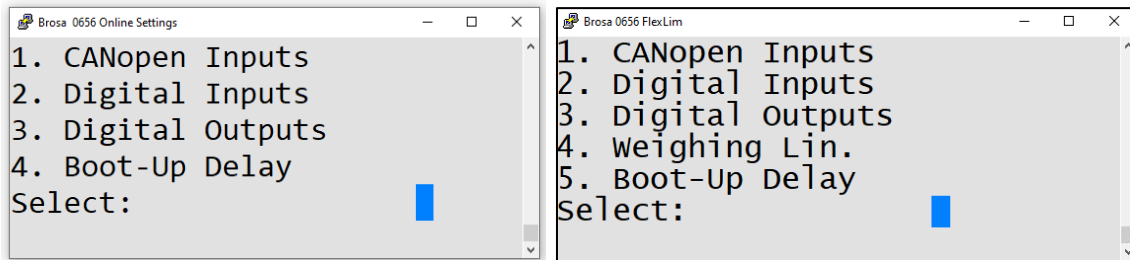 Brosa 0656 Online Settings
1. CANopen Inputs
2. Digital Inputs
3. Digital Outputs
4. Boot-Up Delay
Select:
Brosa 0656 FlexLim
1. CANopen Inputs
2. Digital Inputs
3. Digital Outputs
4. Weighing Lin.
5. Boot-Up Delay
Select: